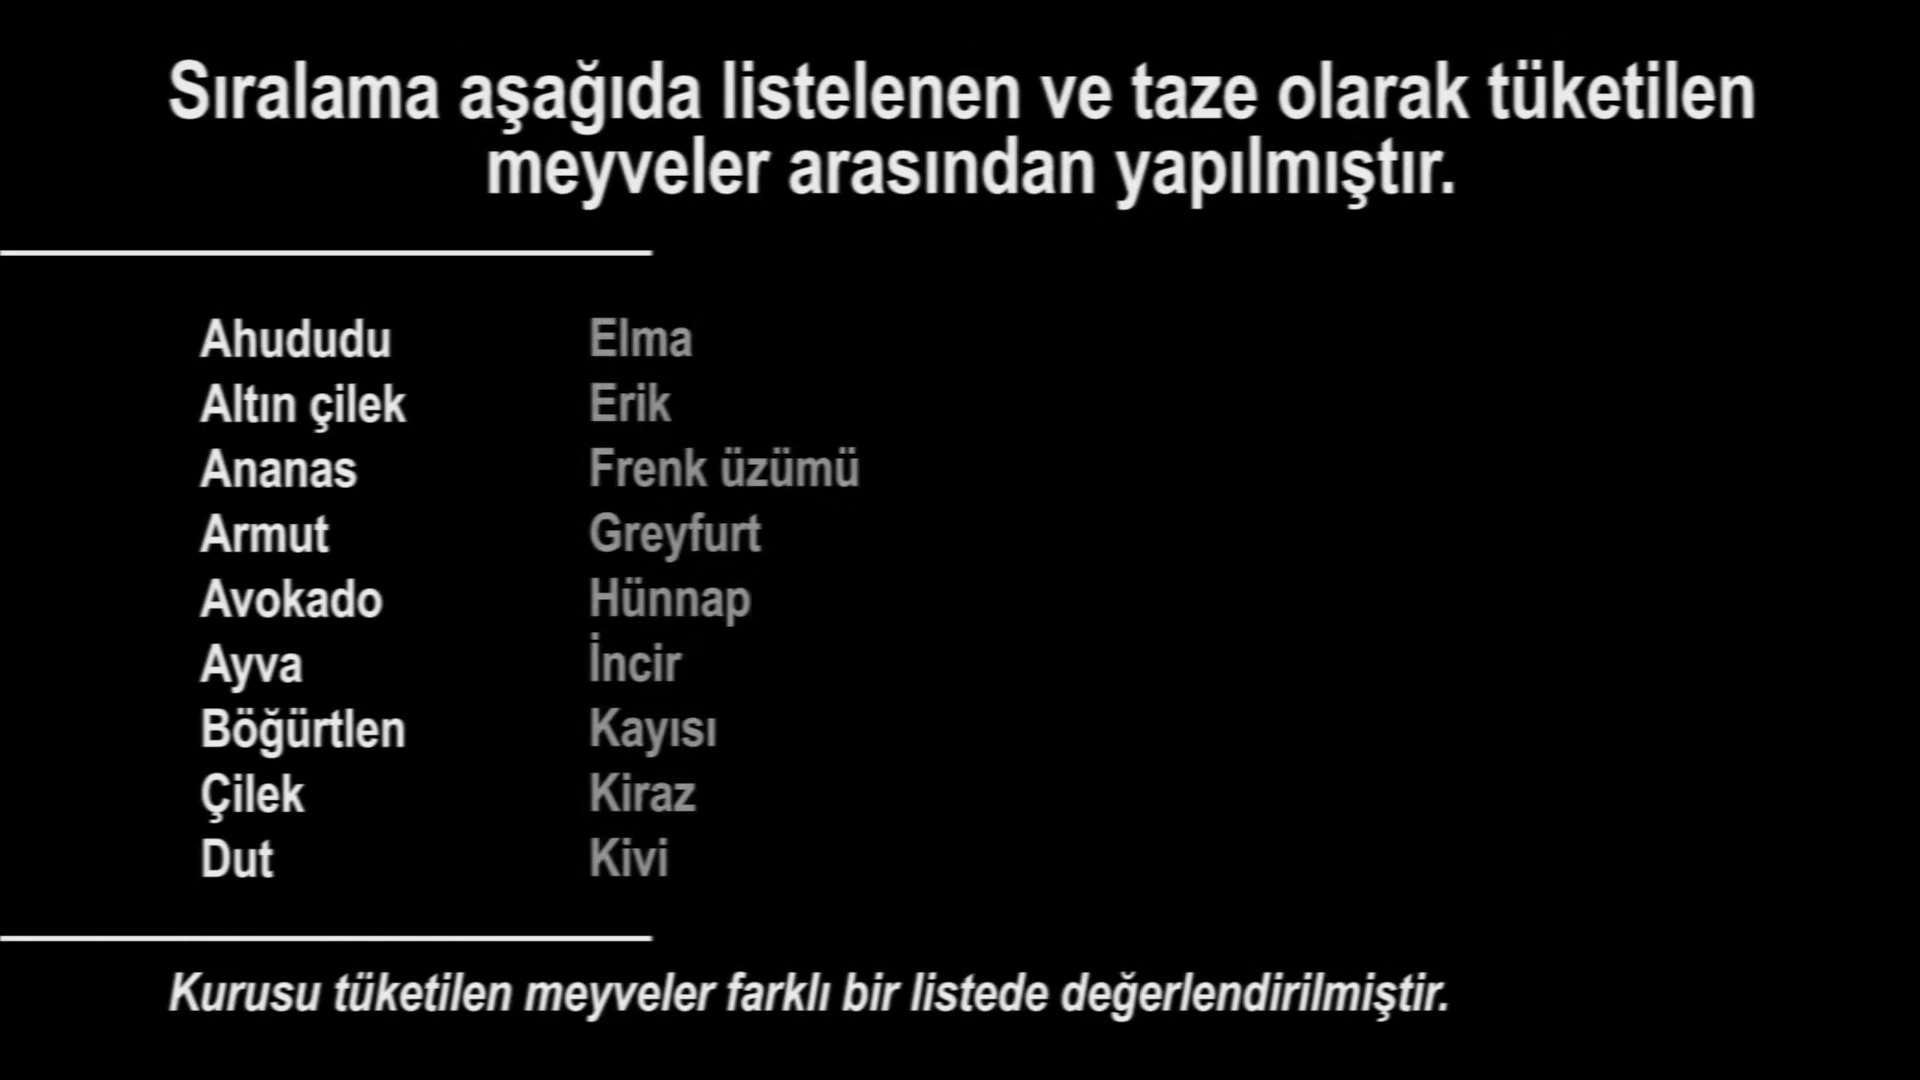 Sıralama aşağıda listelenen ve taze olarak tüketilen
meyveler arasından yapılmıştır.
Ahududu
Altın çilek
Ananas
Armut
Avokado
Ayva
Böğürtlen
Çilek
Dut
Elma
Erik
Frenk üzümü
Greyfurt
Hünnap
İncir
Kayısı
Kiraz
Kivi
Kurusu tüketilen meyveler farklı bir listede değerlendirilmiştir.